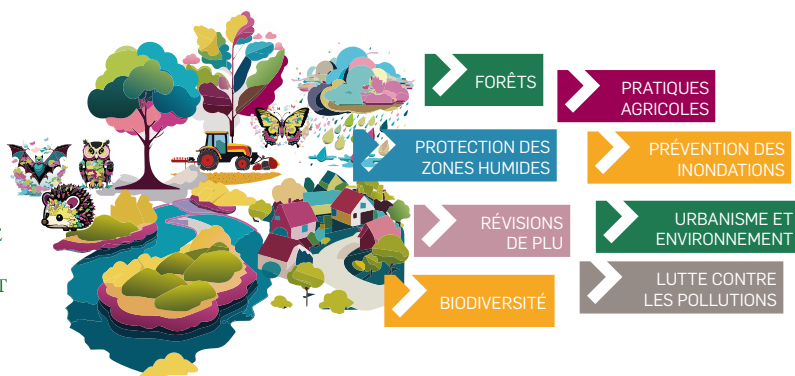 FORÊTS
PRATIQUES
AGRICOLES
PROTECTION DES
ZONES HUMIDES
PRÉVENTION DES
INONDATIONS
RÉVISIONS
DE PLU
URBANISME ET
ENVIRONNEMENT
BIODIVERSITÉ
LUTTE CONTRE
LES POLLUTIONS
T